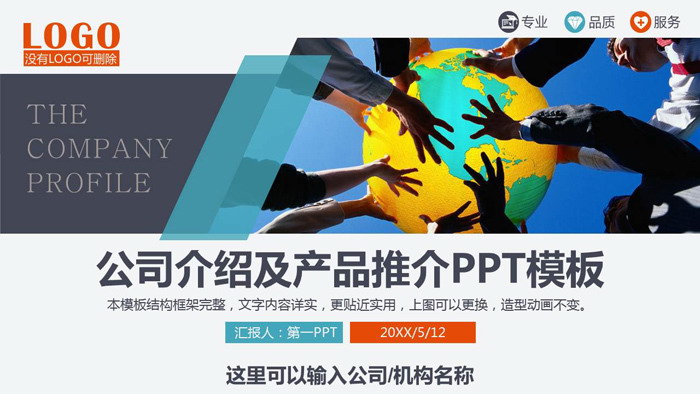 LOGO
没有LOGO可删除
专业
品质
服务
THE
COMPANY
PROFILE
公司介绍及产品推介PPT模板
本模板结构框架完整，文字内容详实，更贴近实用，上图可以更换，造型动画不变。
汇报人：第一PPT
20XX/5/12
这里可以输入公司/机构名称